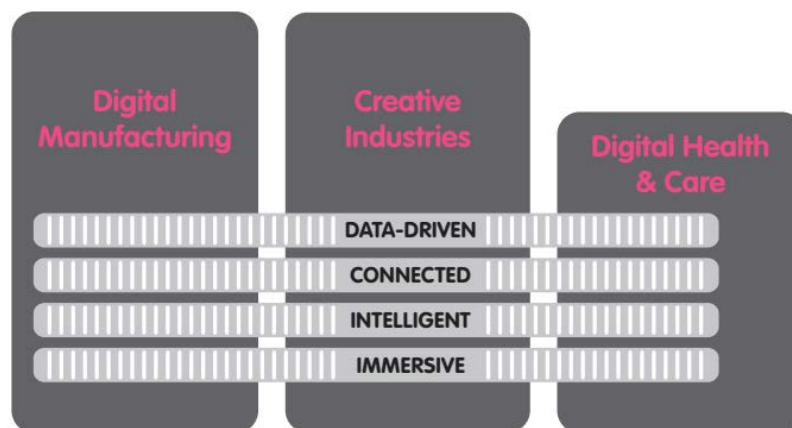 Digital
Manufacturing
Creative
Industries
Digital Health
& Care
DATA-DRIVEN
CONNECTED
INTELLIGENT
IMMERSIVE